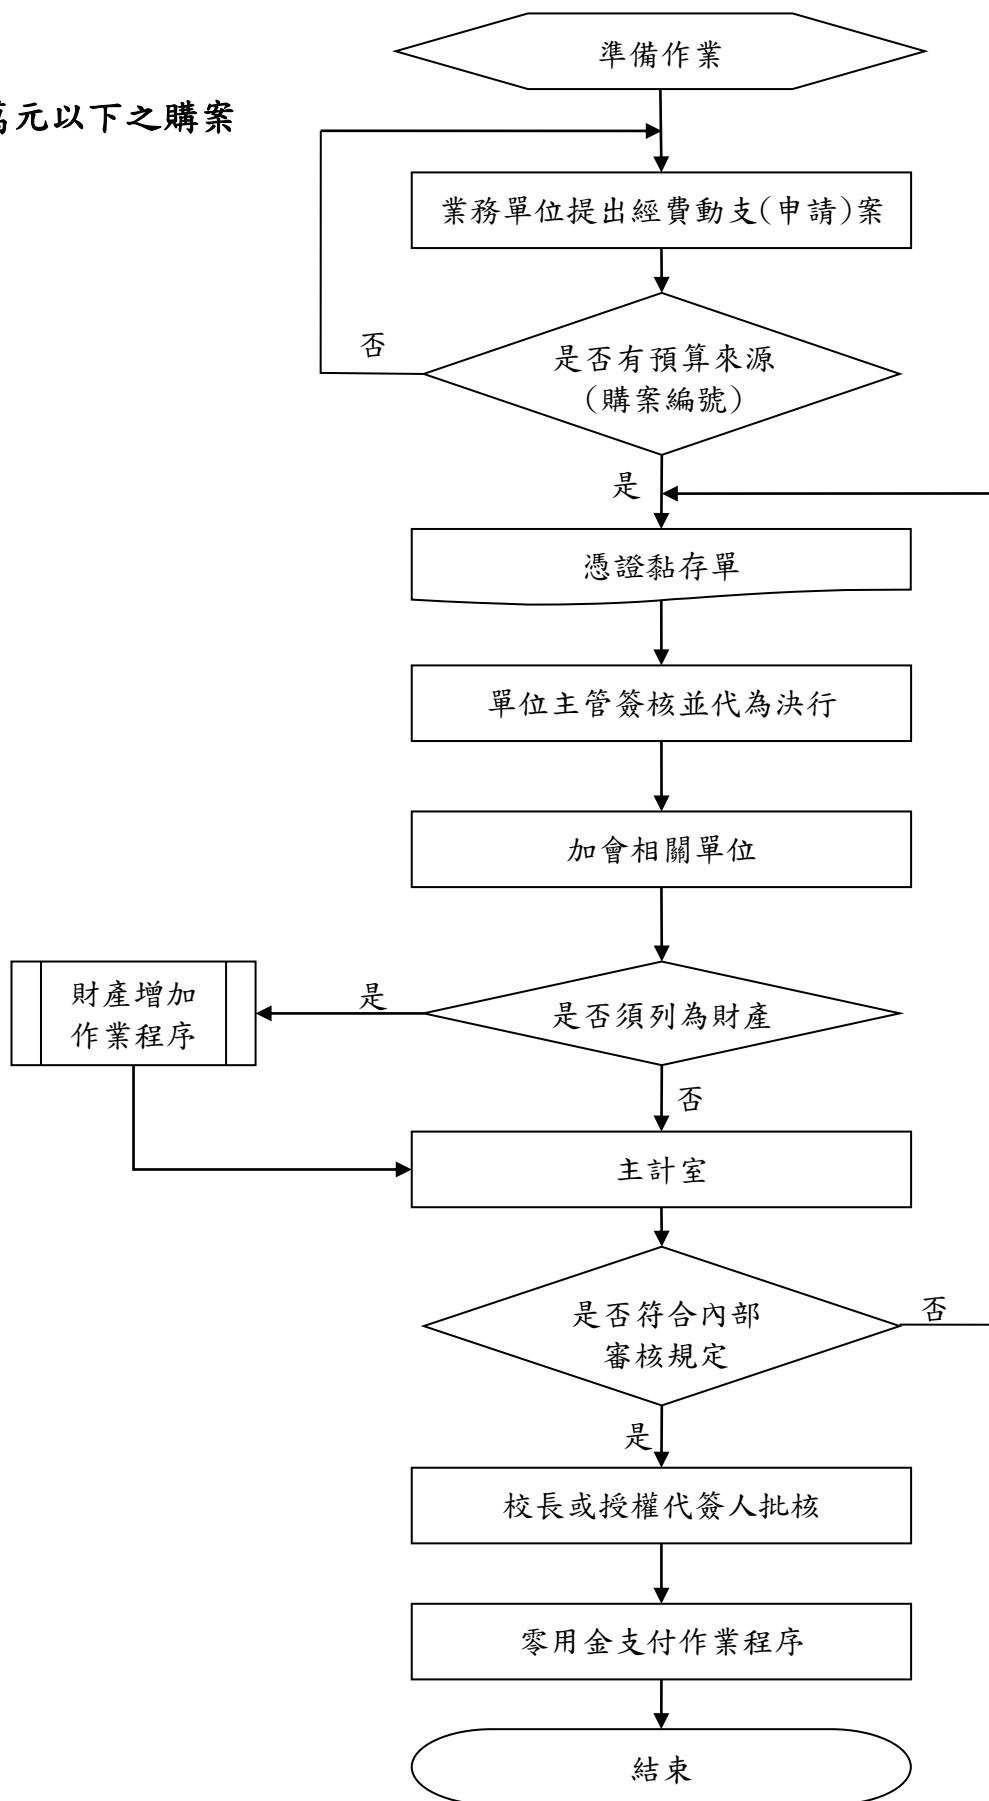 準備作業
萬元以下之購案
業務單位提出經費動支(申請)案
否
是否有預算來源
(購案編號)
是
憑證黏存單
單位主管簽核並代為決行
加會相關單位
財產增加
作業程序
是
是否須列為財產
否
主計室
是否符合內部
審核規定
否
是
校長或授權代簽人批核
零用金支付作業程序
結束